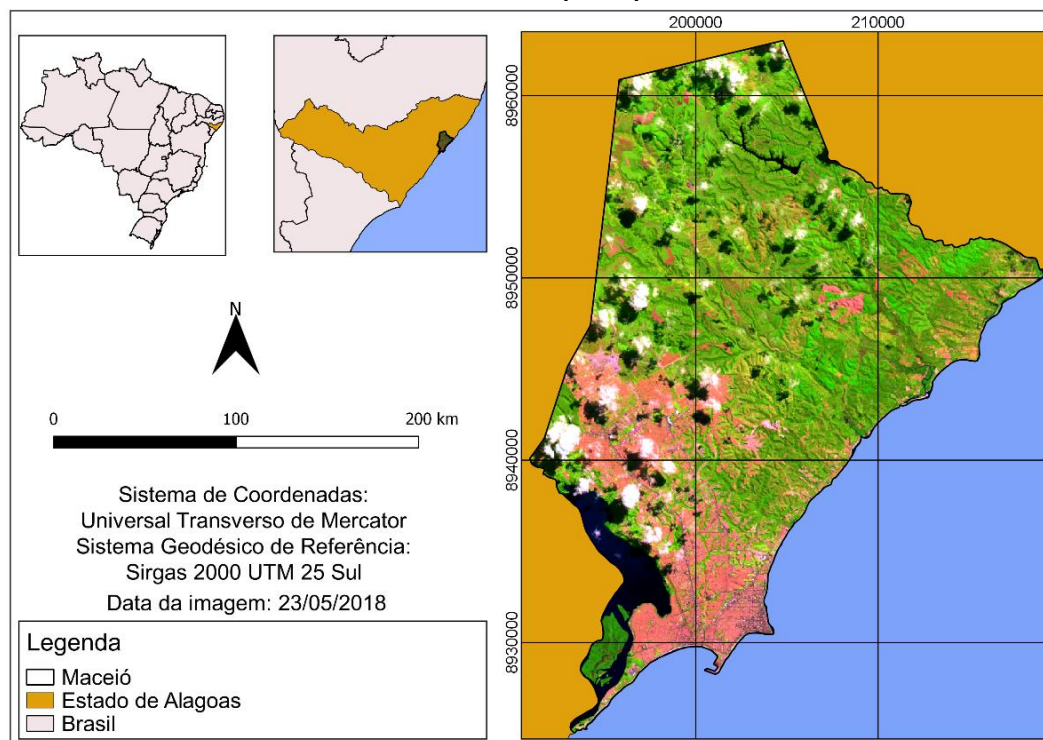 200000 210000
8960000
8950000
8940000
8930000
N
0 100 200 km
Sistema de Coordenadas:
Universal Transverso de Mercator
Sistema Geodésico de Referência:
Sirgas 2000 UTM 25 Sul
Data da imagem: 23/05/2018
Legenda
Maceió
Estado de Alagoas
Brasil